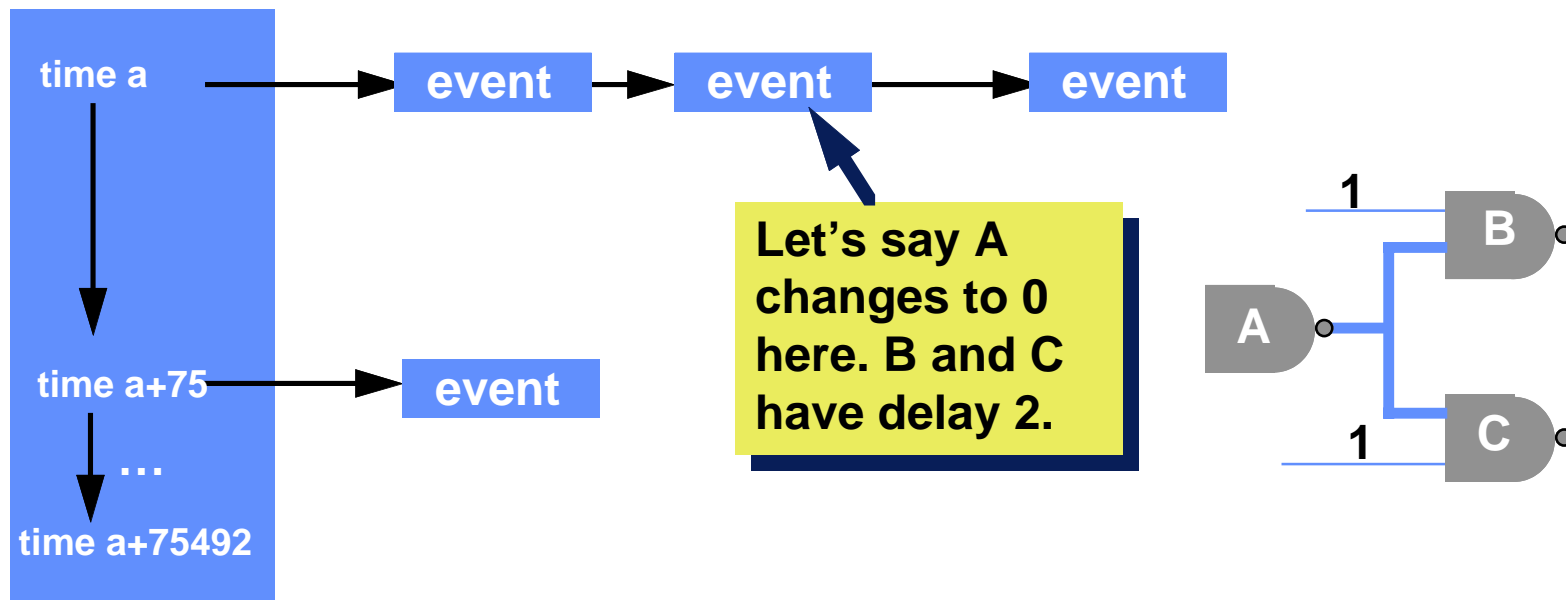 time a
event
event
event
Let’s say A
changes to 0
here. B and C
have delay 2.
1
B
A
1
C
time a+75
event
…
time a+75492